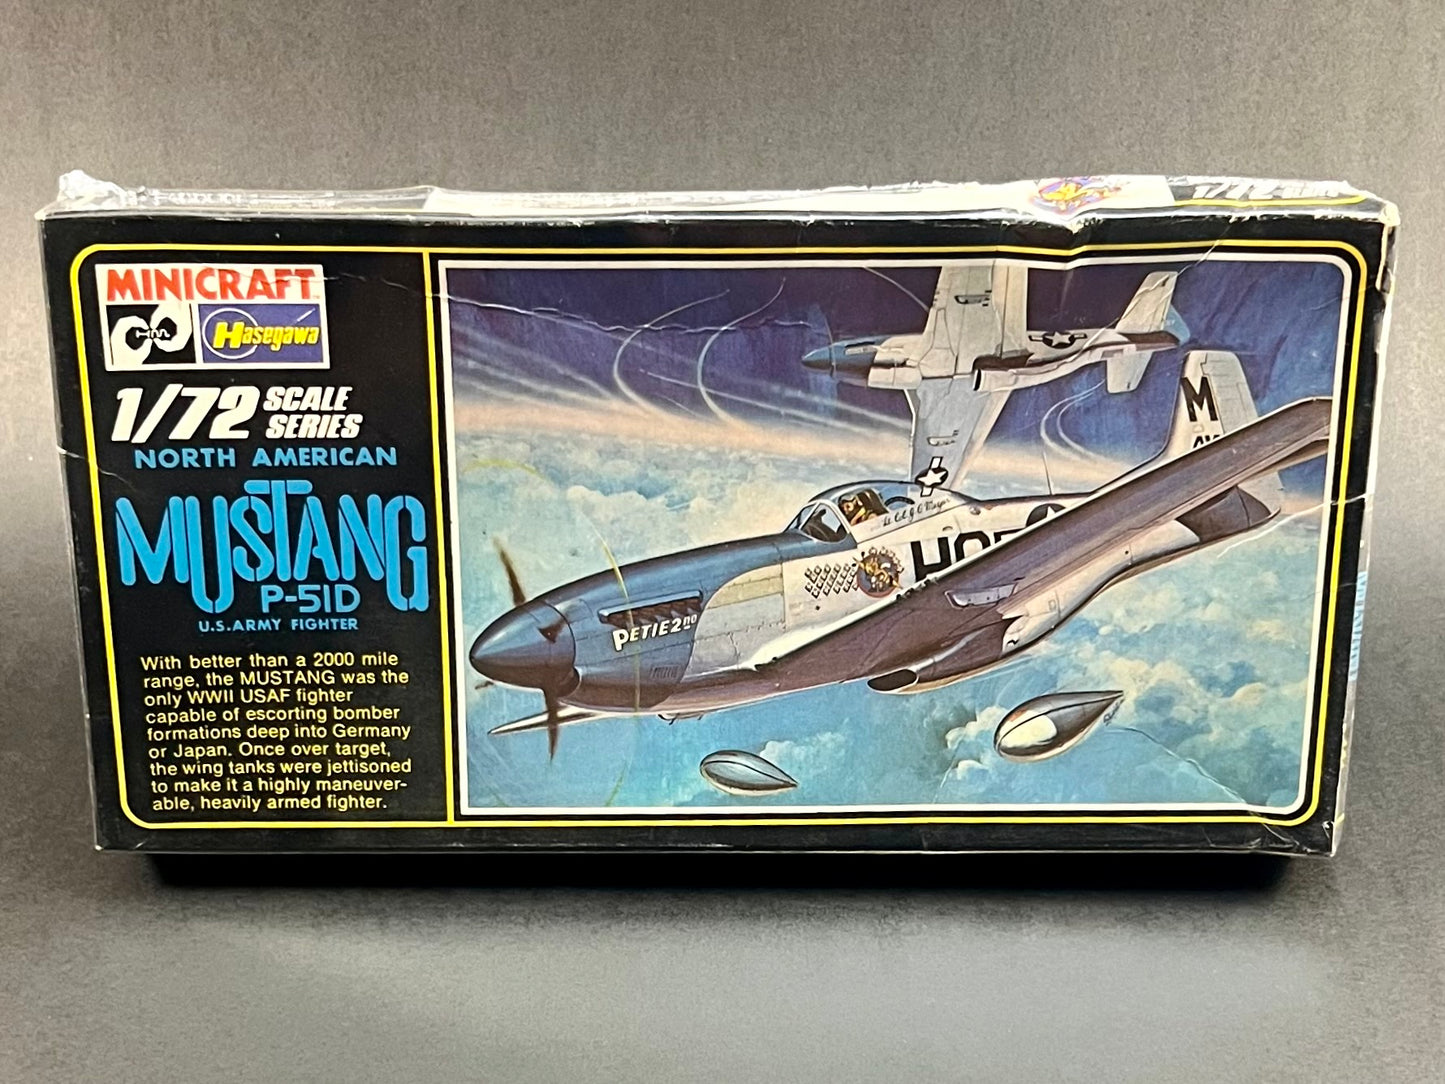 1/72
MINICRAFT
Hasegawa
1/72 SCALE SERIES
NORTH AMERICAN
MUSTANG
P-51D
U.S. ARMY FIGHTER
With better than a 2000 mile
range, the MUSTANG was the
only WWII USAF fighter
capable of escorting bomber
formations deep into Germany
or Japan. Once over target,
the wing tanks were jettisoned
to make it a highly maneuver-
able, heavily armed fighter.
M
Lt. Col. J. C. Meyer
HO
PETIE 2ND